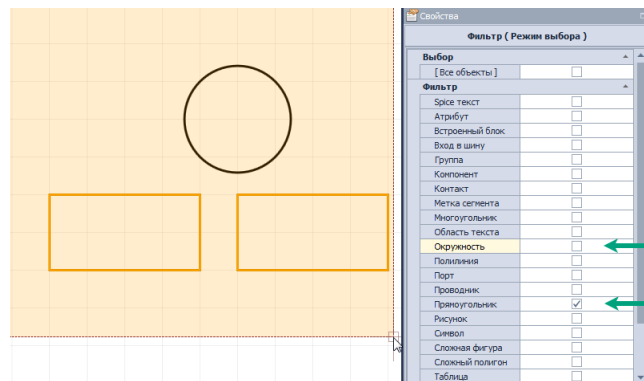 Свойства
Фильтр ( Режим выбора )
Выбор
[ Все объекты ]
Фильтр
Spice текст
Атрибут
Встроенный блок
Вход в шину
Группа
Компонент
Контакт
Метка сегмента
Многоугольник
Область текста
Окружность
Полилиния
Порт
Проводник
Прямоугольник
Рисунок
Символ
Сложная фигура
Сложный полигон
Таблица